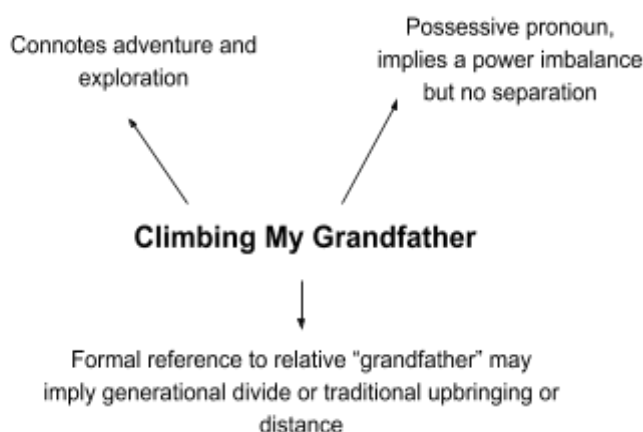 Connotes adventure and
exploration
Possessive pronoun,
implies a power imbalance
but no separation
Climbing My Grandfather
Formal reference to relative “grandfather” may
imply generational divide or traditional upbringing or
distance